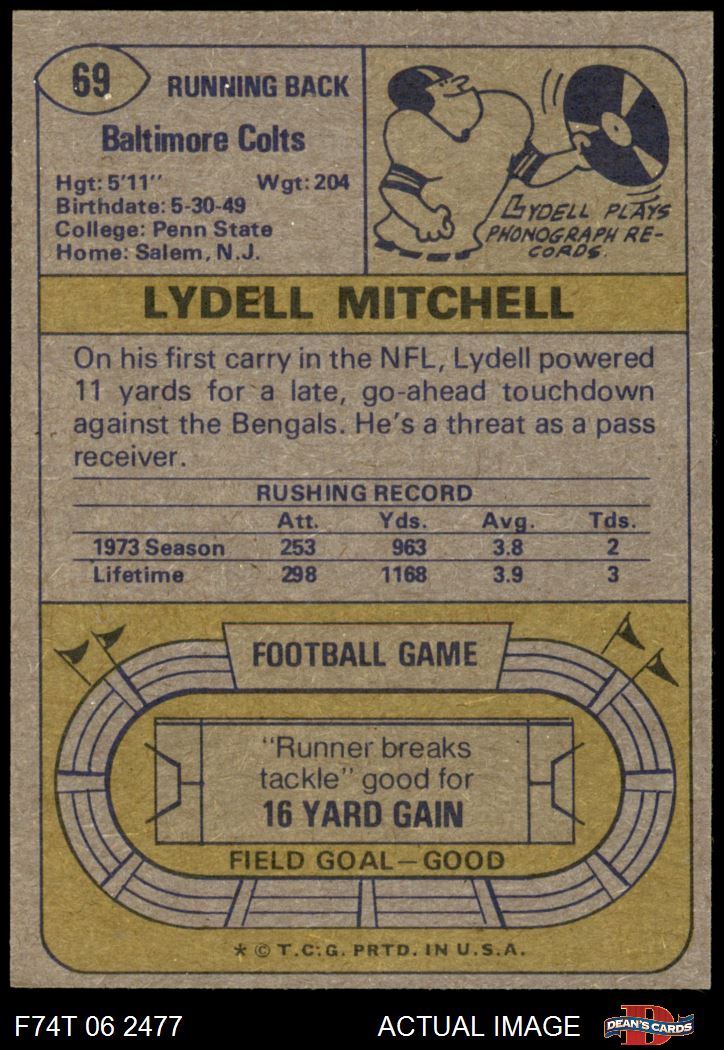 69
RUNNING BACK
Baltimore Colts
Hgt: 5'11" Wgt: 204
Birthdate: 5-30-49
College: Penn State
Home: Salem, N.J.
LYDELL PLAYS
PHONOGRAPH RE-
CORDS.
LYDELL MITCHELL
On his first carry in the NFL, Lydell powered
11 yards for a late, go-ahead touchdown
against the Bengals. He's a threat as a pass
receiver.
RUSHING RECORD
Att. Yds. Avg. Tds.
1973 Season 253 963 3.8 2
Lifetime 298 1168 3.9 3
FOOTBALL GAME
"Runner breaks
tackle" good for
16 YARD GAIN
FIELD GOAL—GOOD
* © T.C.G. PRTD. IN U.S.A.
F74T 06 2477 ACTUAL IMAGE D DEAN'S CARDS